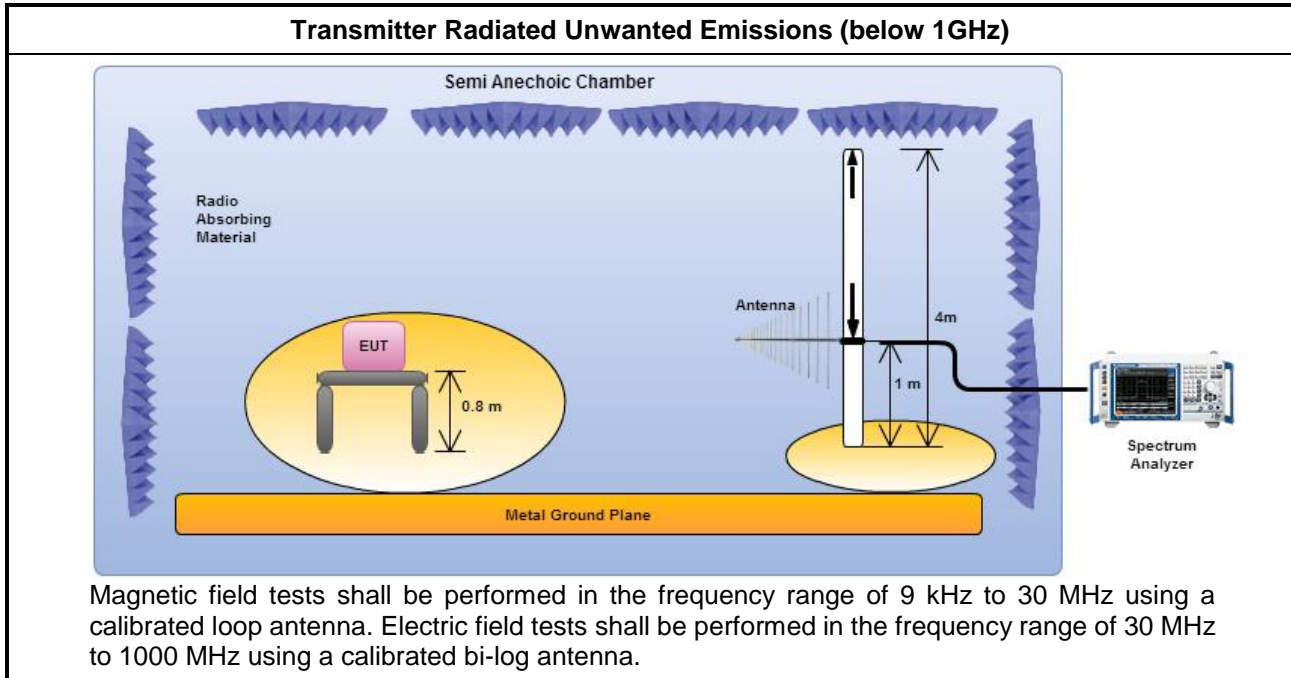 Transmitter Radiated Unwanted Emissions (below 1GHz)
Semi Anechoic Chamber
Radio
Absorbing
Material
Antenna
4m
EUT
1 m
0.8 m
Spectrum
Analyzer
Metal Ground Plane
Magnetic field tests shall be performed in the frequency range of 9 kHz to 30 MHz using a
calibrated loop antenna. Electric field tests shall be performed in the frequency range of 30 MHz
to 1000 MHz using a calibrated bi-log antenna.